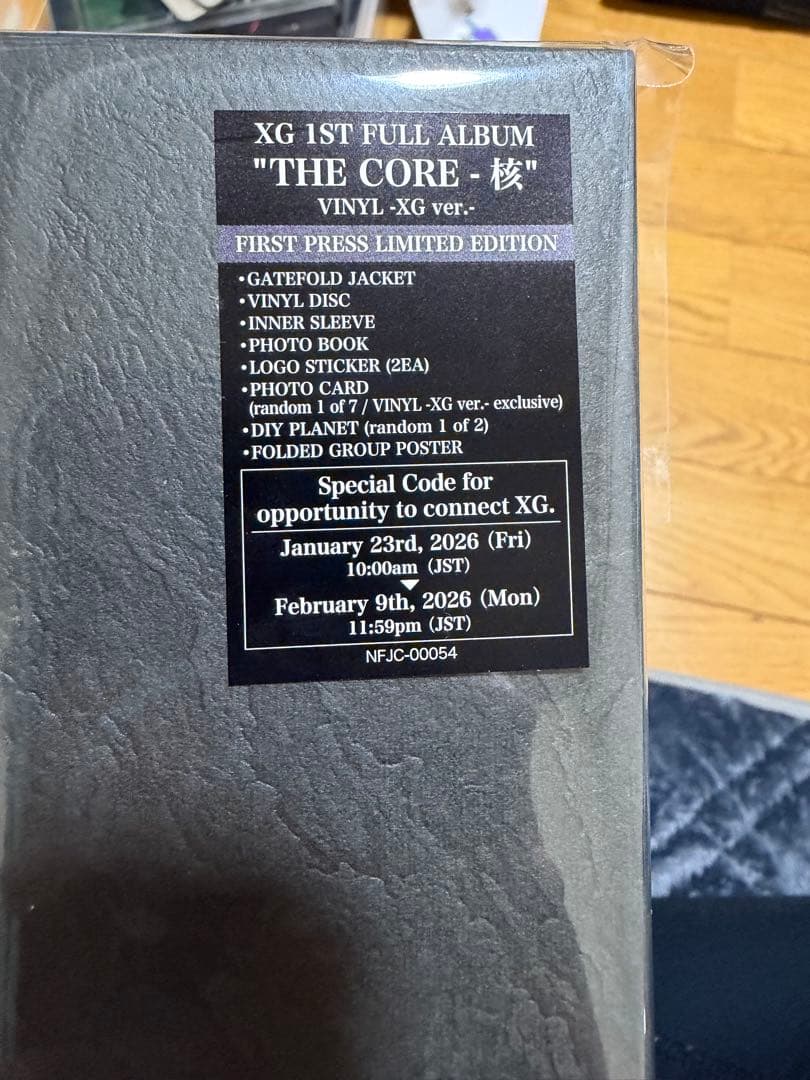 XG 1ST FULL ALBUM
"THE CORE - 核"
VINYL -XG ver.-
FIRST PRESS LIMITED EDITION
•GATEFOLD JACKET
•VINYL DISC
•INNER SLEEVE
•PHOTO BOOK
•LOGO STICKER (2EA)
•PHOTO CARD
(random 1 of 7 / VINYL -XG ver.- exclusive)
•DIY PLANET (random 1 of 2)
•FOLDED GROUP POSTER
Special Code for
opportunity to connect XG.
January 23rd, 2026 (Fri)
10:00am (JST)
February 9th, 2026 (Mon)
11:59pm (JST)
NFJC-00054